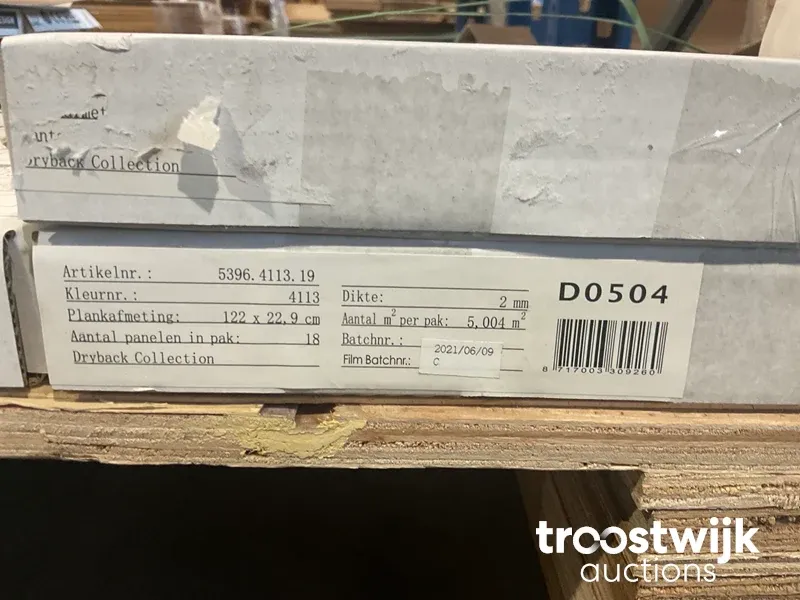 Dryback Collection
Artikelnr.: 5396.4113.19
Kleurnr.: 4113
Plankafmeting: 122 x 22,9 cm
Aantal panelen in pak: 18
Dryback Collection
Dikte: 2 mm
Aantal m² per pak: 5,004 m²
Batchnr.: 2021/06/09
Film Batchnr.: C
D0504
8 717003 309260
troostwijk
auctions